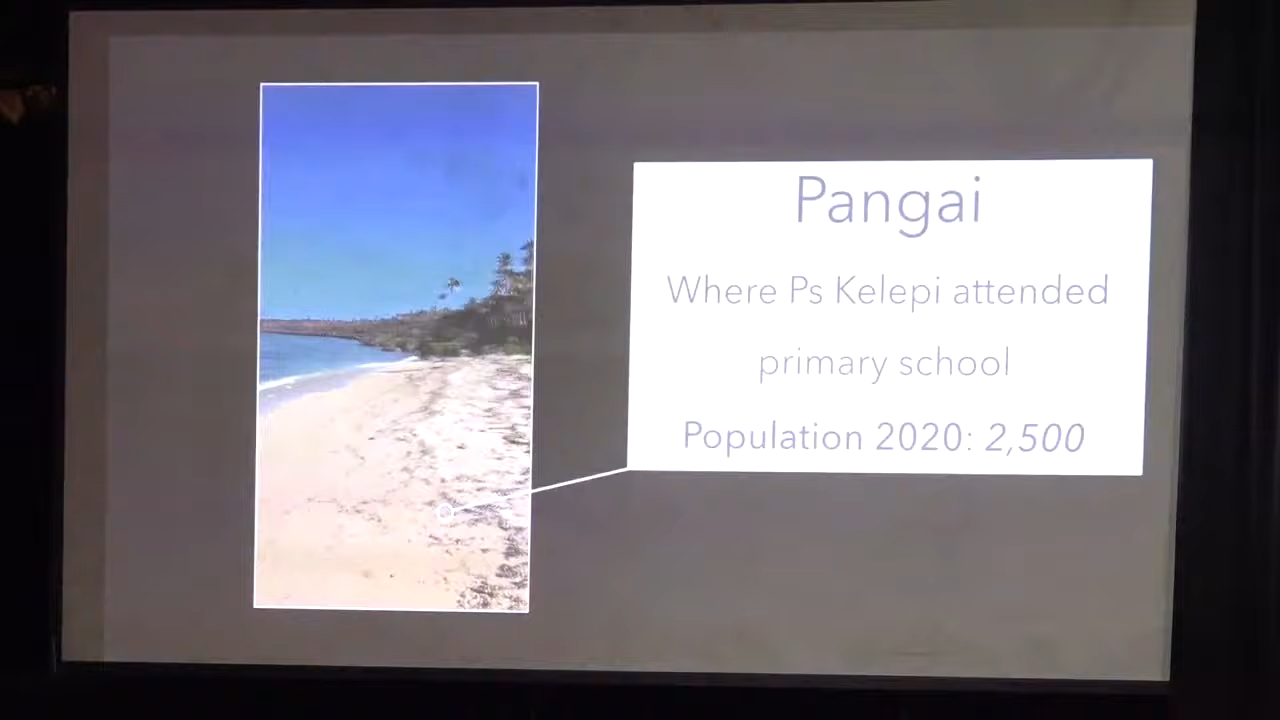 Pangai
Where Ps Kelepi attended
primary school
Population 2020: 2,500